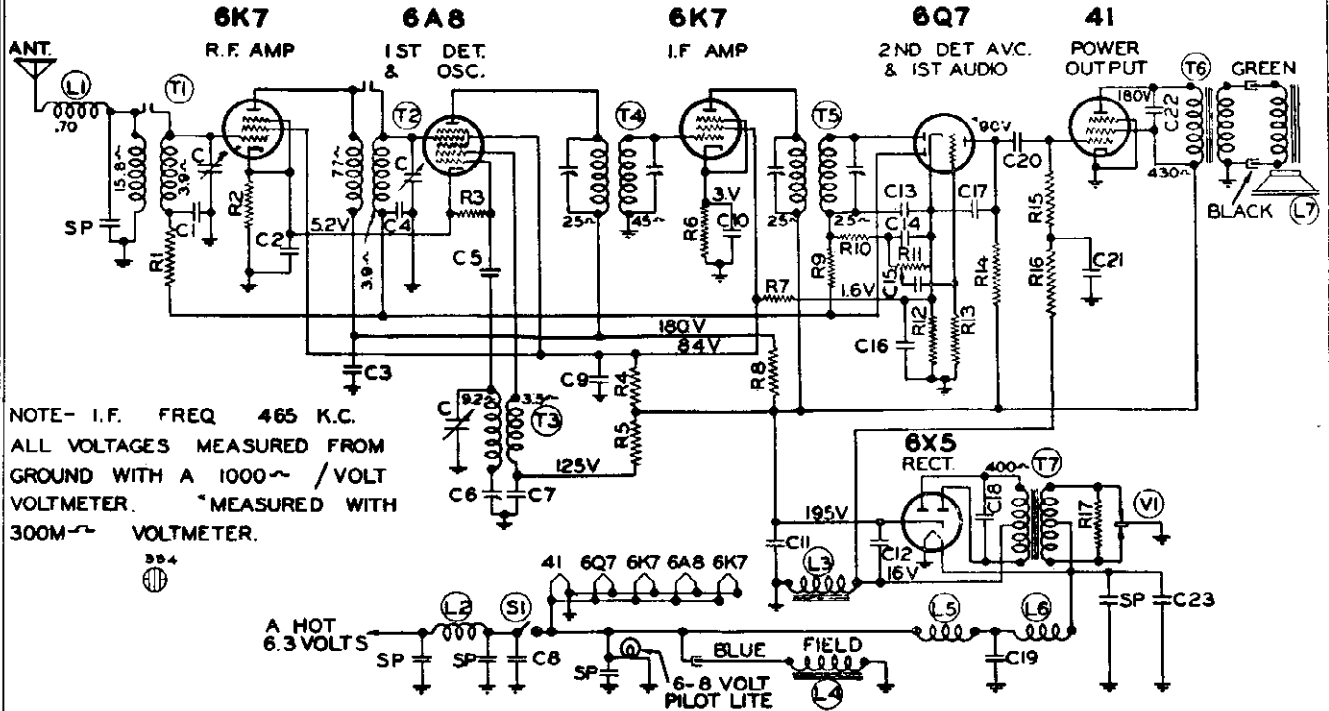 6K7 6A8 6K7 6Q7 41
R.F. AMP 1ST DET. & OSC. I.F AMP 2ND DET AVC. & 1ST AUDIO POWER OUTPUT
ANT.
L1
.70
T1
15.8~
3.9~
C
SP
C1
R1
R2
C2
5.2V
77~
T2
C
C4
3.9~
R3
C5
C3
T4
25~
45~
R6
3.V
C10
T5
25~
25~
R7
R9
R10
C13
C14
R11
C15
1.6V
R12
C16
R13
C17
R14
*90V
C20
R15
R16
C21
180V
C22
T6
430~
GREEN
BLACK
L7
180V
84V
C9
R4
R5
R8
C
9.2~
3.5~
T3
C6
C7
125V
NOTE- I.F. FREQ 465 K.C.
ALL VOLTAGES MEASURED FROM
GROUND WITH A 1000~ / VOLT
VOLTMETER. *MEASURED WITH
300M~ VOLTMETER.
334
6X5
RECT.
195V
C11
L3
C12
16V
C18
400~
T7
R17
V1
SP
C23
41 6Q7 6K7 6A8 6K7
A HOT
6.3 VOLTS
L2
SP
SP
S1
C8
SP
6-8 VOLT
PILOT LITE
BLUE
FIELD
L4
L5
C19
L6